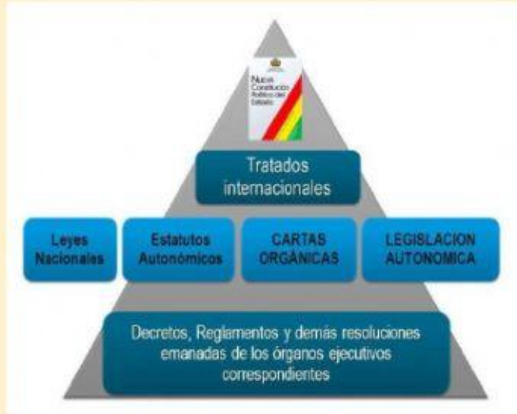 Nueva
Constitución
Política del
Estado
Tratados
internacionales
Leyes
Nacionales
Estatutos
Autonómicos
CARTAS
ORGÁNICAS
LEGISLACION
AUTONOMICA
Decretos, Reglamentos y demás resoluciones
emanadas de los órganos ejecutivos
correspondientes